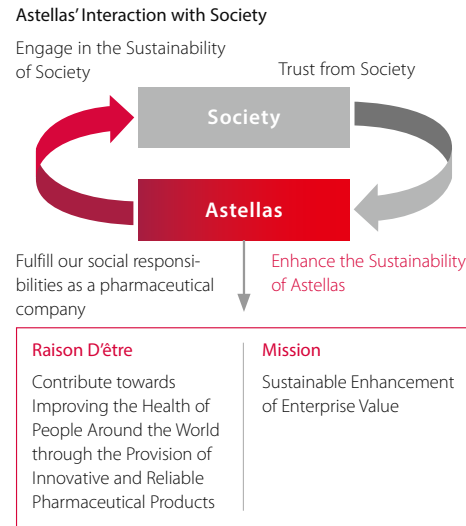 Astellas’ Interaction with Society
Engage in the Sustainability
of Society
Trust from Society
Society
Astellas
Fulfill our social responsi-
bilities as a pharmaceutical
company
Enhance the Sustainability
of Astellas
Raison D’être
Contribute towards
Improving the Health of
People Around the World
through the Provision of
Innovative and Reliable
Pharmaceutical Products
Mission
Sustainable Enhancement
of Enterprise Value